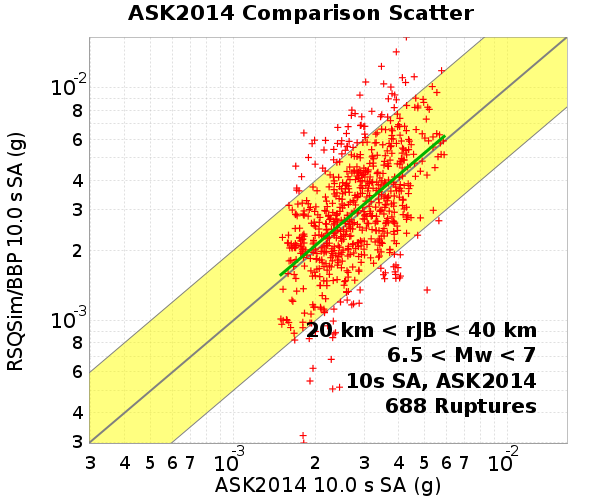 ASK2014 Comparison Scatter
RSQSim/BBP 10.0 s SA (g)
10-2
8
6
4
3
2
10-3
8
6
4
3
20 km < rJB < 40 km
6.5 < Mw < 7
10s SA, ASK2014
688 Ruptures
3 4 5 6 7 10-3 2 3 4 5 6 7 10-2
ASK2014 10.0 s SA (g)